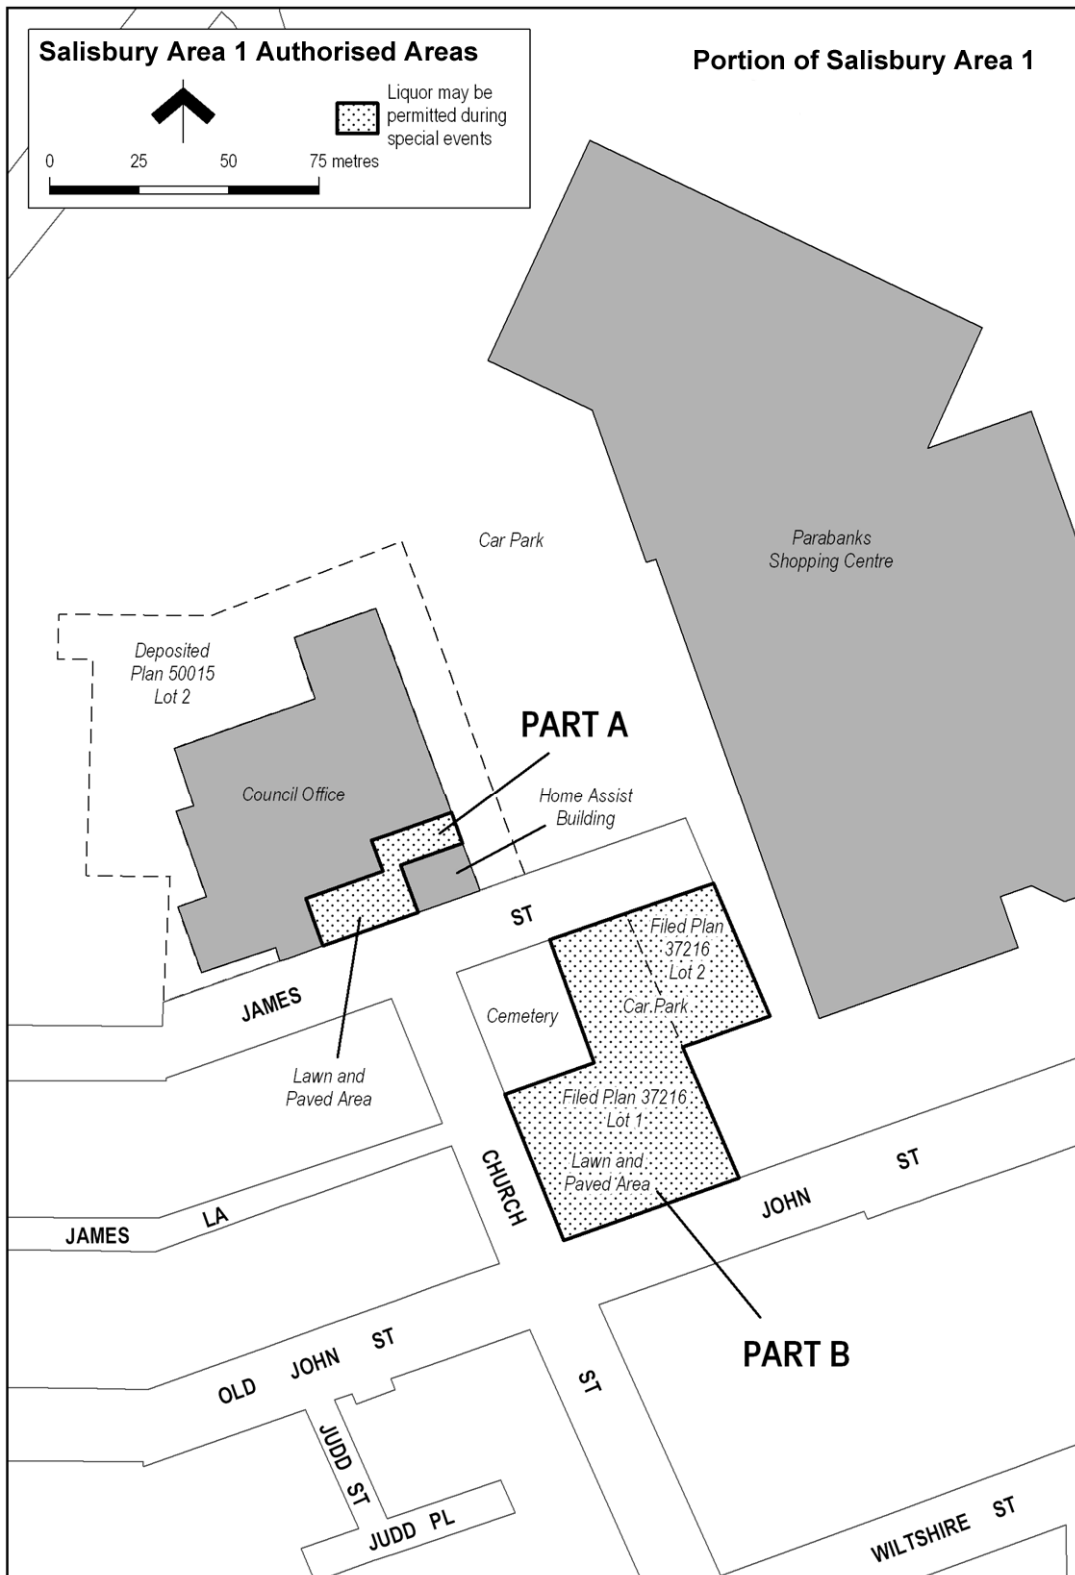 Salisbury Area 1 Authorised Areas
Portion of Salisbury Area 1
Liquor may be
permitted during
special events
0 25 50 75 metres
Car Park
Parabanks
Shopping Centre
Deposited
Plan 50015
Lot 2
PART A
Council Office
Home Assist
Building
ST
JAMES
Filed Plan
37216
Lot 2
Car Park
Cemetery
Lawn and
Paved Area
Filed Plan 37216
Lot 1
Lawn and
Paved Area
CHURCH
ST
JOHN
ST
JAMES
LA
PART B
OLD
JOHN
ST
JUDD ST
JUDD PL
WILTSHIRE
ST